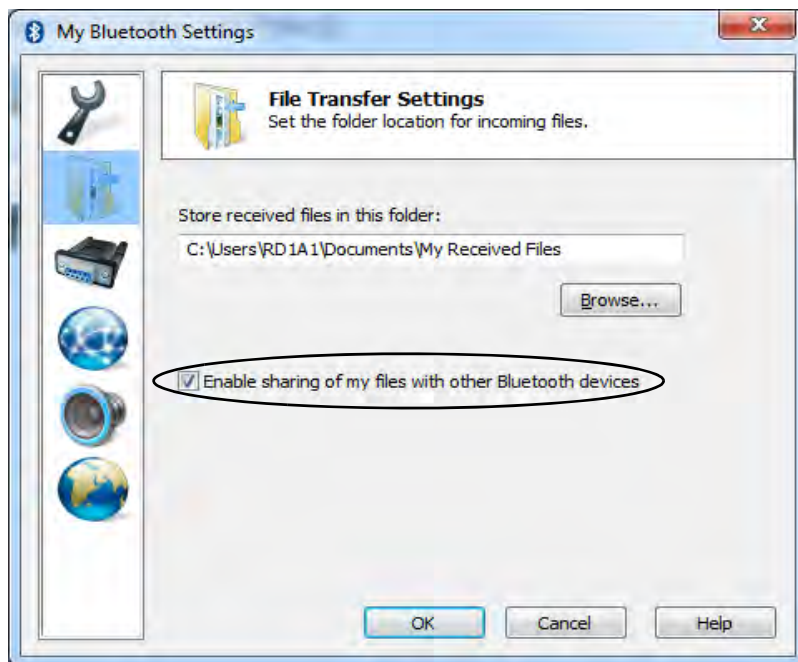 My Bluetooth Settings
File Transfer Settings
Set the folder location for incoming files.
Store received files in this folder:
C:\Users\RD1A1\Documents\My Received Files
Browse...
Enable sharing of my files with other Bluetooth devices
OK Cancel Help